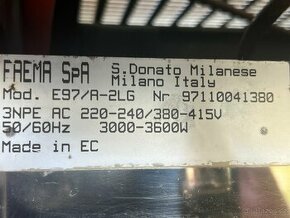 FAEMA SpA S.Donato Milanese
Milano Italy
Mod. E97/A-2LG Nr 97110041380
3NPE AC 220-240/380-415V
50/60Hz 3000-3600W
Made in EC